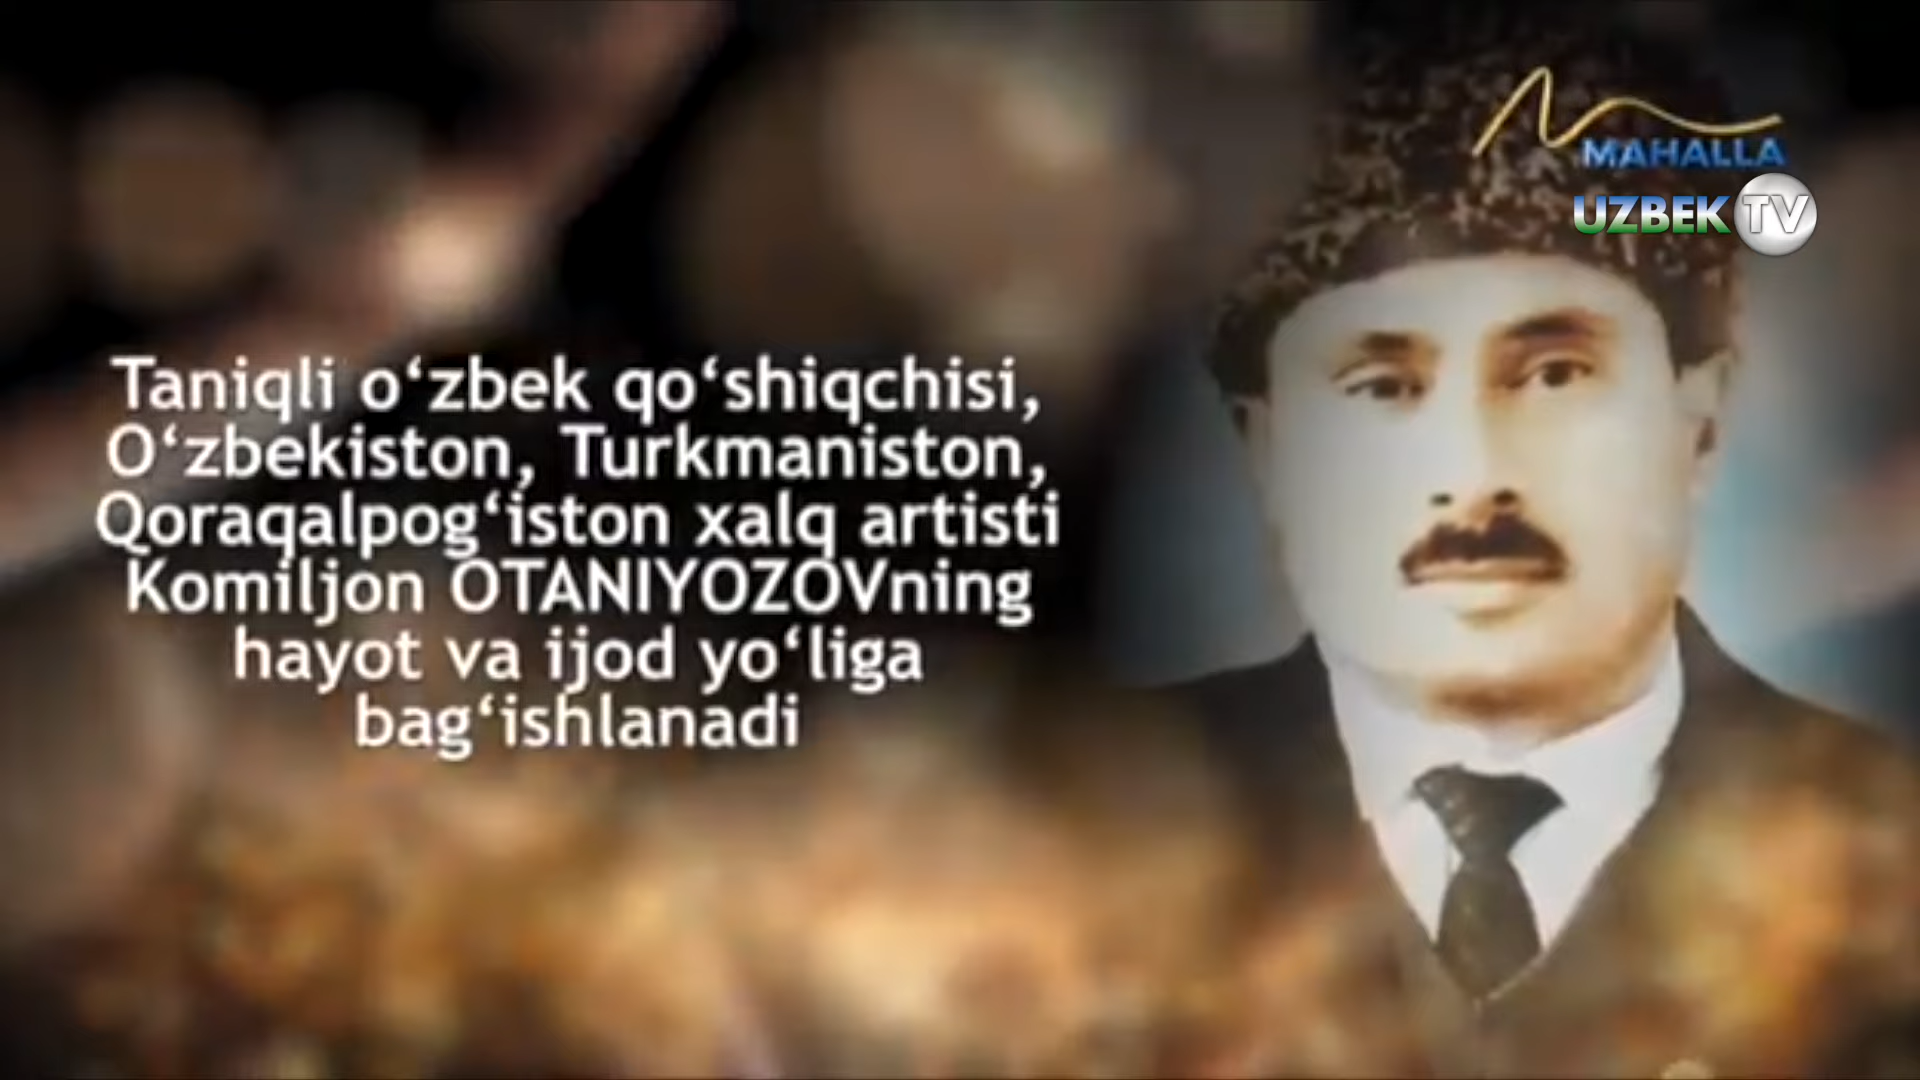 MAHALLA
UZBEK TV
Taniqli o‘zbek qo‘shiqchisi,
O‘zbekiston, Turkmaniston,
Qoraqalpog‘iston xalq artisti
Komiljon OTANIYOZOVning
hayot va ijod yo‘liga
bag‘ishlanadi